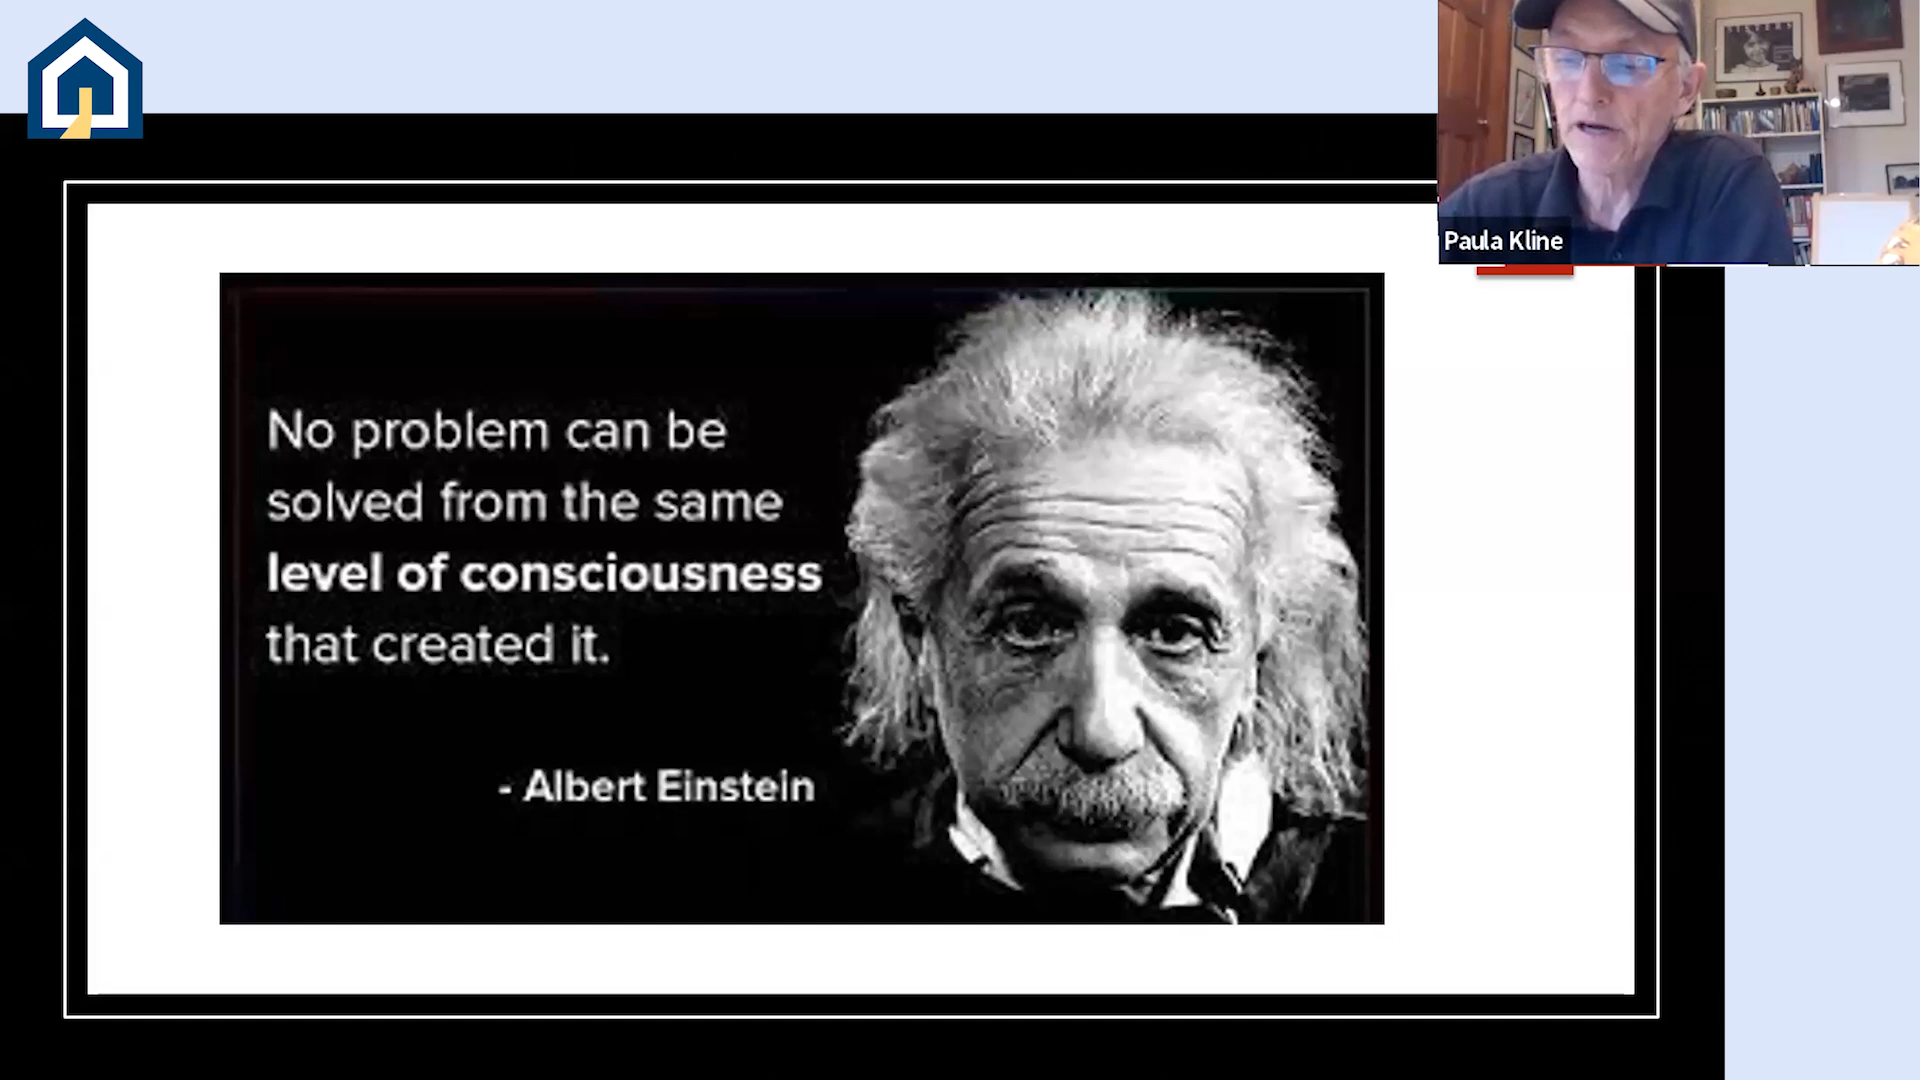 Paula Kline
No problem can be
solved from the same
level of consciousness
that created it.
- Albert Einstein